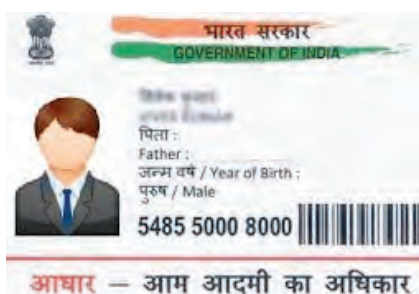 भारत सरकार
GOVERNMENT OF INDIA
पिता :
Father :
जन्म वर्ष / Year of Birth :
पुरुष / Male
5485 5000 8000
आधार – आम आदमी का अधिकार